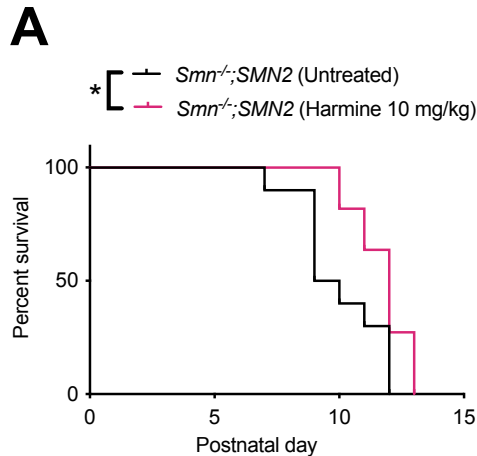 A
Smn-/-;SMN2 (Untreated)
*
Smn-/-;SMN2 (Harmine 10 mg/kg)
100
50
0
Percent survival
0 5 10 15
Postnatal day